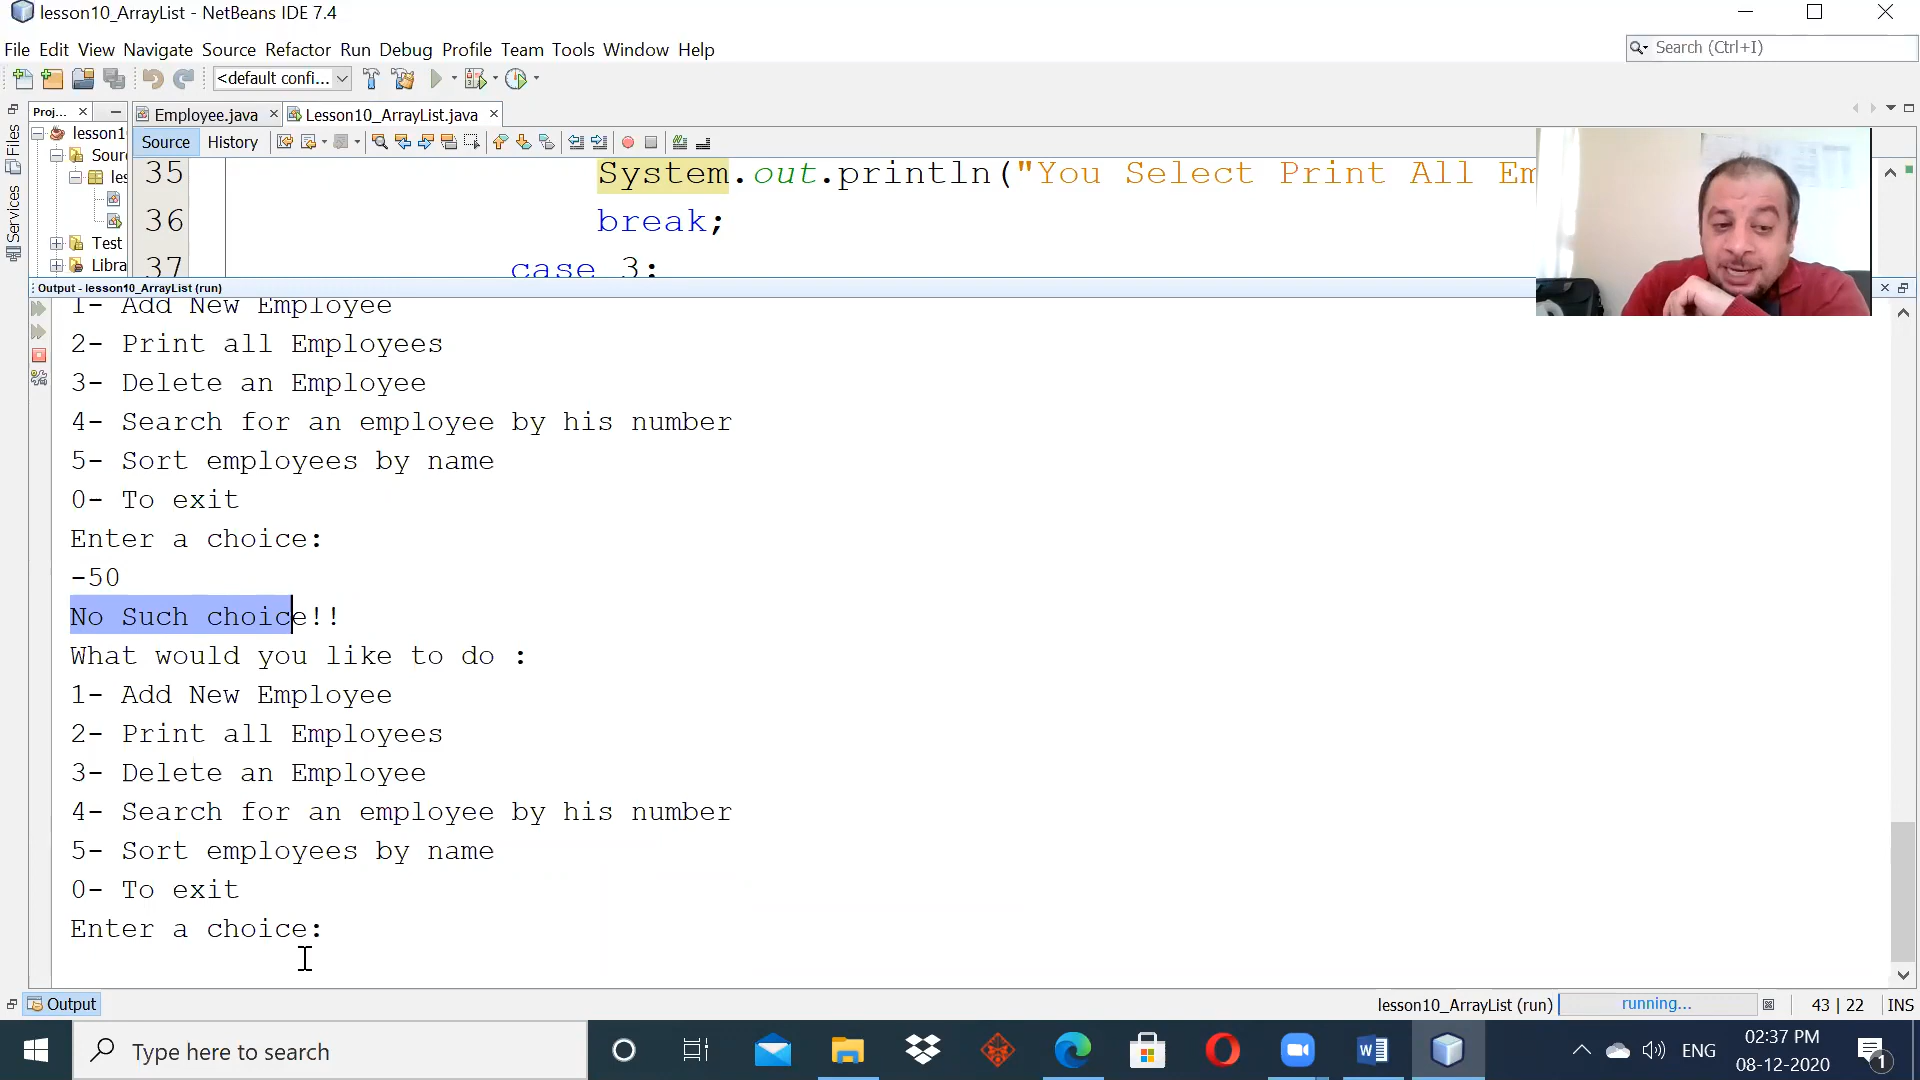 lesson10_ArrayList - NetBeans IDE 7.4
File Edit View Navigate Source Refactor Run Debug Profile Team Tools Window Help
Search (Ctrl+I)
<default confi...
Proj...
Employee.java
Lesson10_ArrayList.java
Files
Services
lesson1
Sour
les
Test
Libra
Source History
35 System.out.println("You Select Print All Em
36 break;
37 case 3:
Output - lesson10_ArrayList (run)
1- Add New Employee
2- Print all Employees
3- Delete an Employee
4- Search for an employee by his number
5- Sort employees by name
0- To exit
Enter a choice:
-50
No Such choice!!
What would you like to do :
1- Add New Employee
2- Print all Employees
3- Delete an Employee
4- Search for an employee by his number
5- Sort employees by name
0- To exit
Enter a choice:
Output
lesson10_ArrayList (run) running... 43 | 22 INS
Type here to search
ENG
02:37 PM
08-12-2020
1